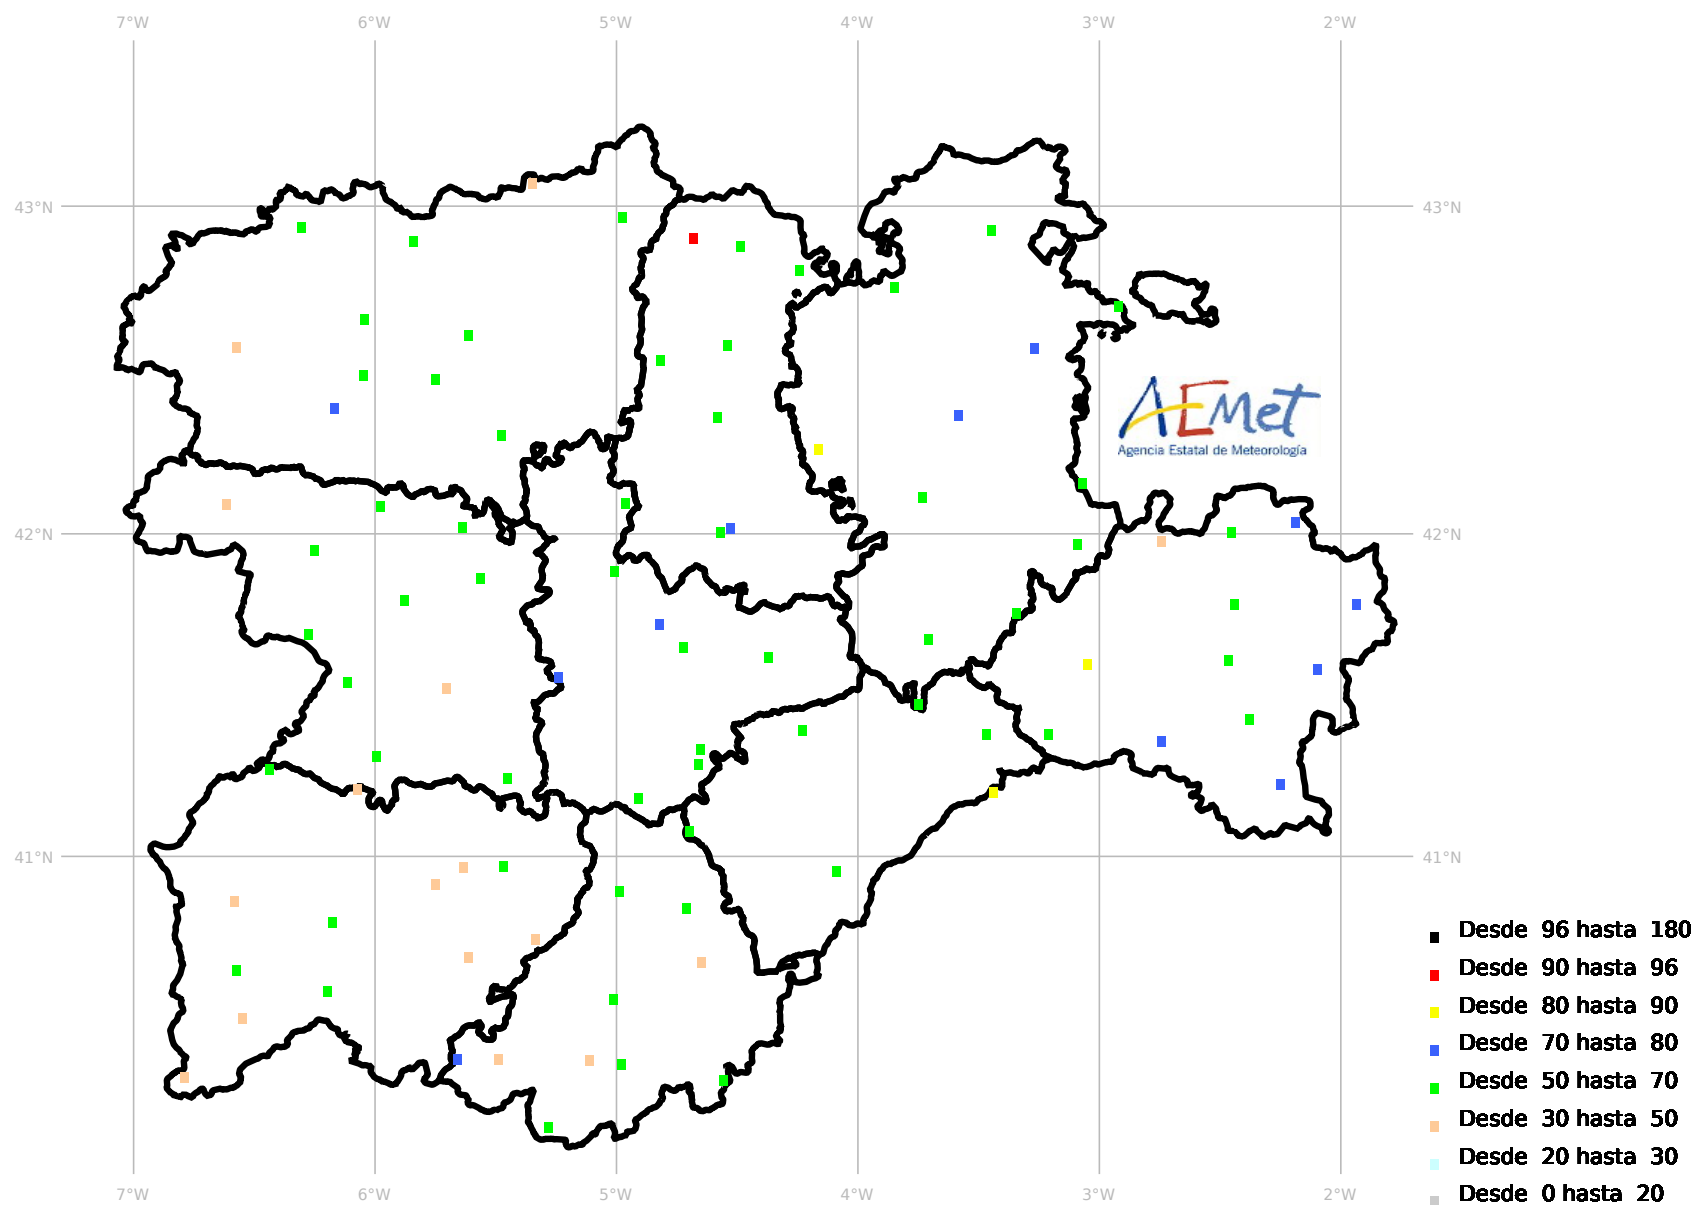 7°W 6°W 5°W 4°W 3°W 2°W
43°N 43°N
AEMet
Agencia Estatal de Meteorología
42°N 42°N
41°N 41°N
Desde 96 hasta 180
Desde 90 hasta 96
Desde 80 hasta 90
Desde 70 hasta 80
Desde 50 hasta 70
Desde 30 hasta 50
Desde 20 hasta 30
Desde 0 hasta 20
7°W 6°W 5°W 4°W 3°W 2°W